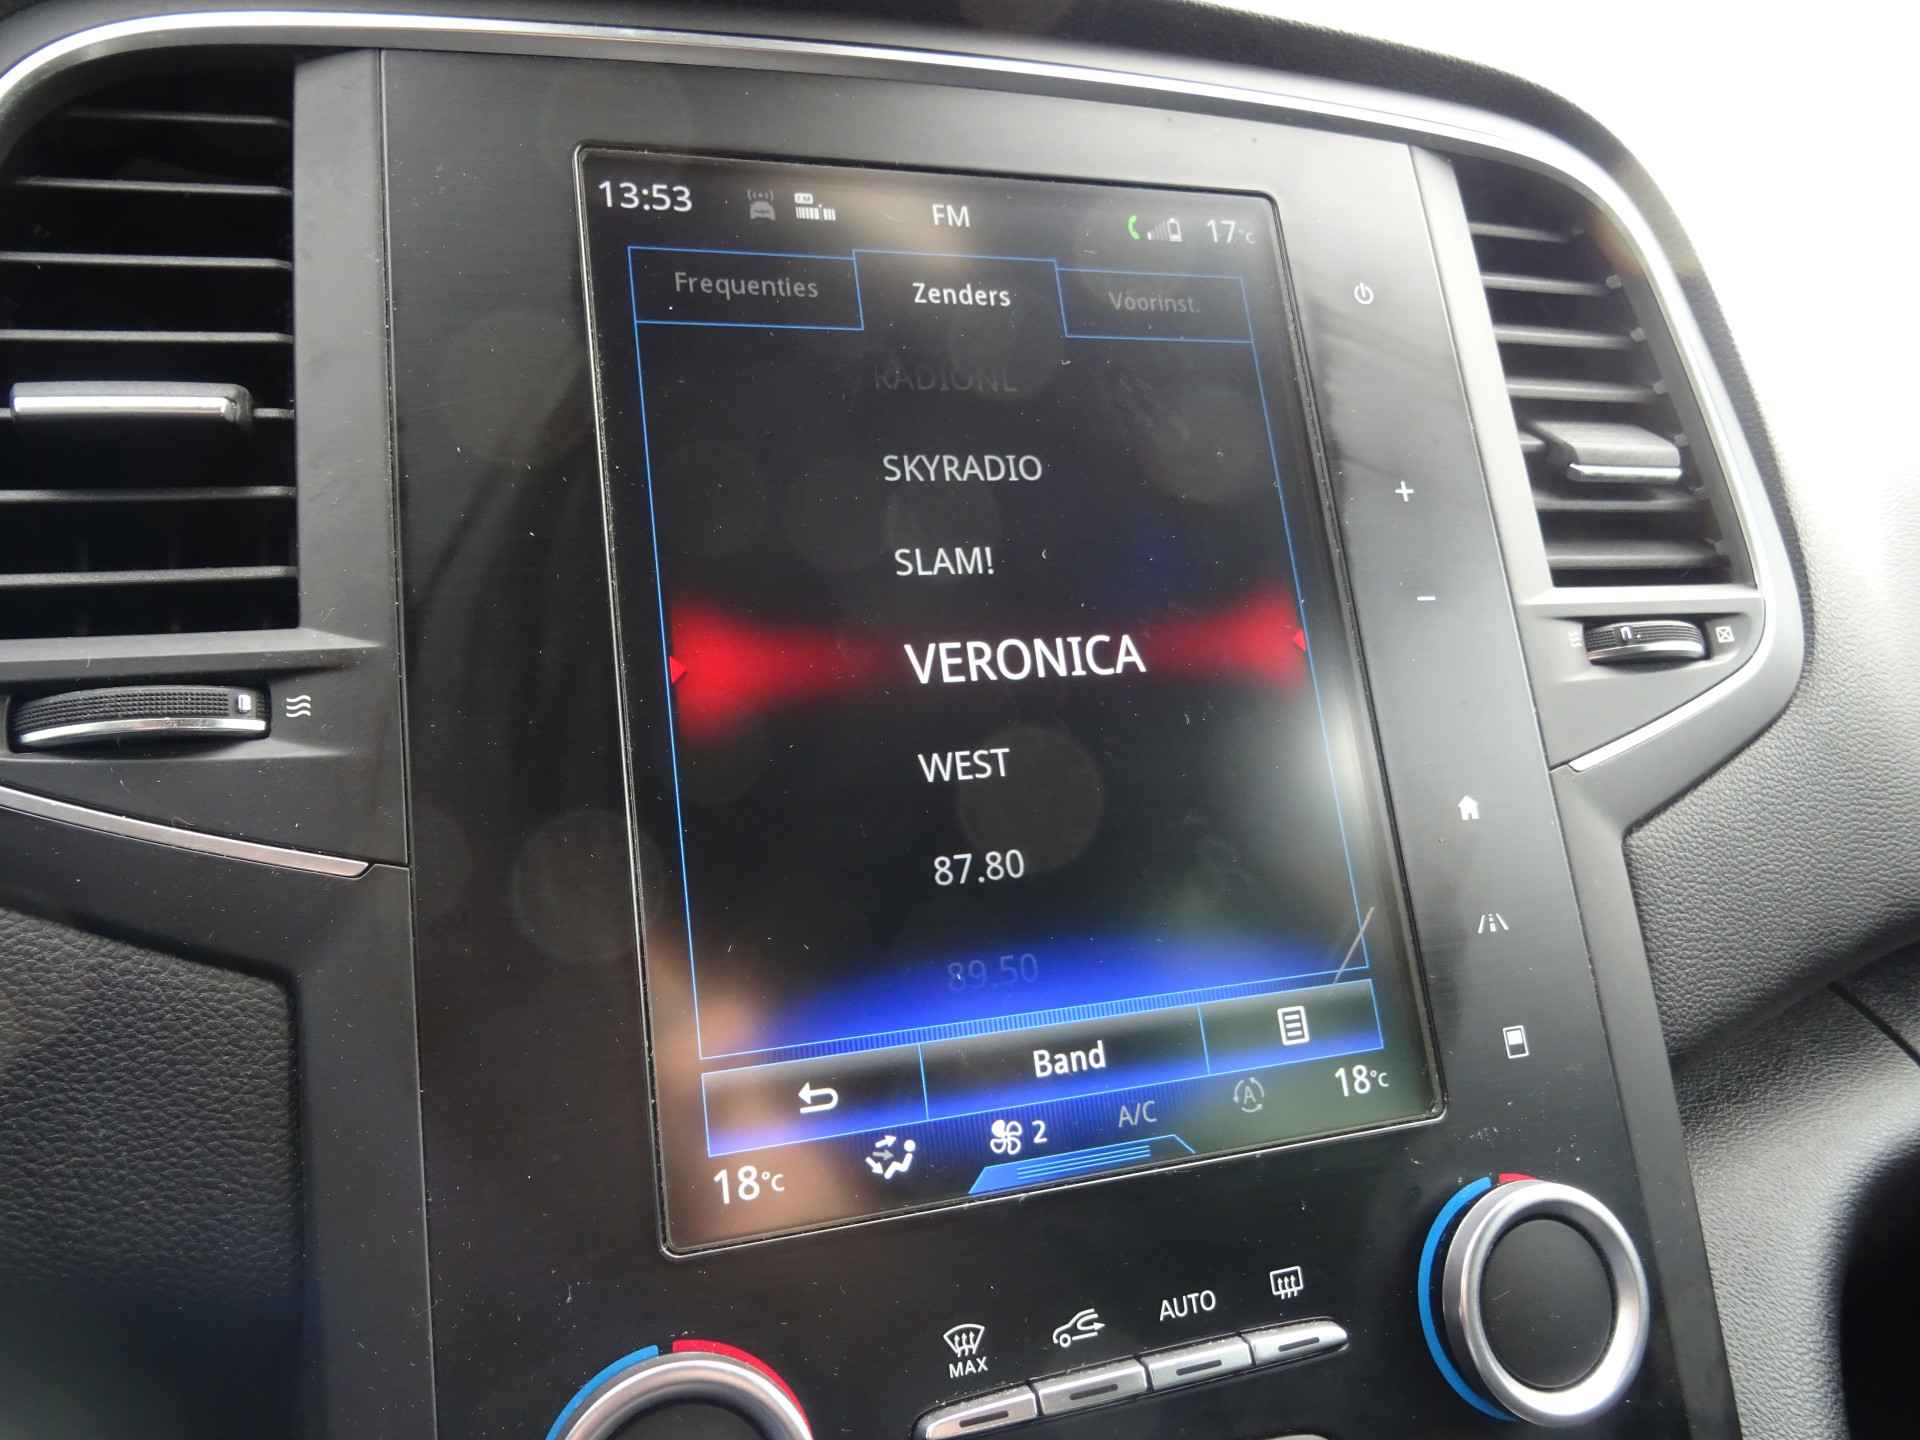 13:53 FM 17°C
Frequenties Zenders Voorinst.
RADIONL
SKYRADIO
SLAM!
VERONICA
WEST
87.80
89.50
Band
18°C 2 A/C A 18°C
MAX AUTO